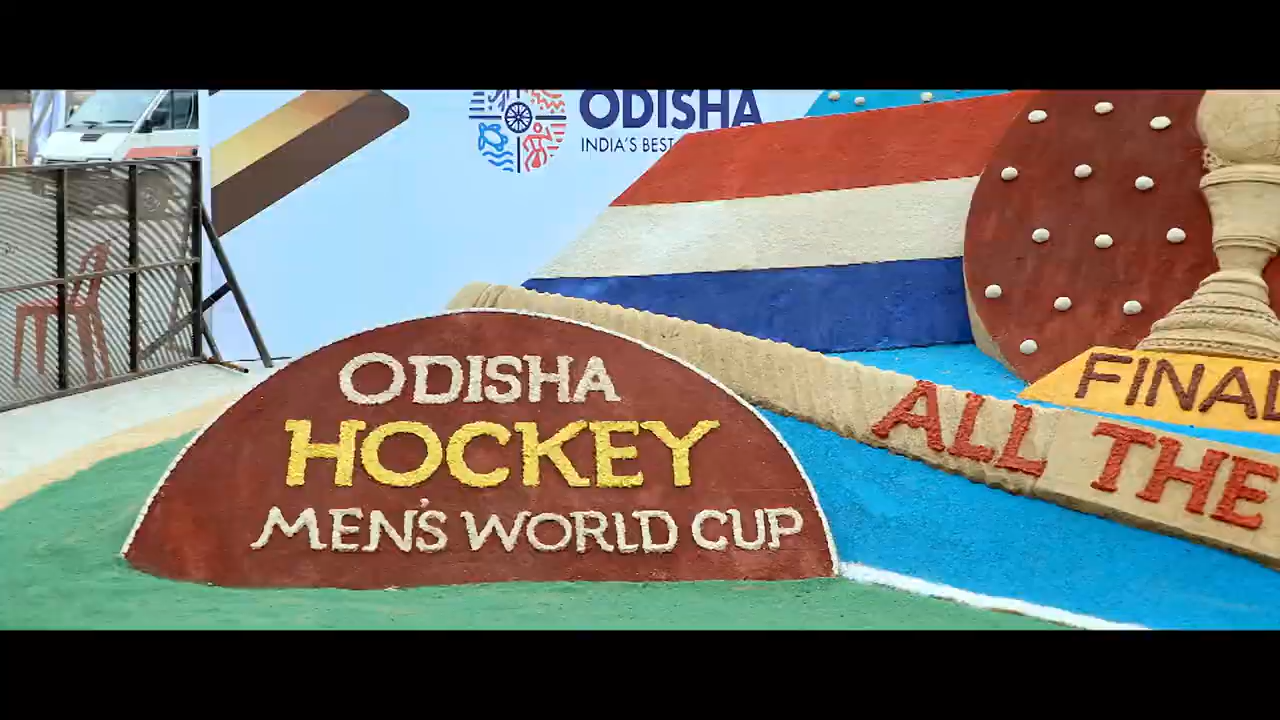 ODISHA
INDIA'S BEST
ODISHA
HOCKEY
MEN'S WORLD CUP
FINAL
ALL THE